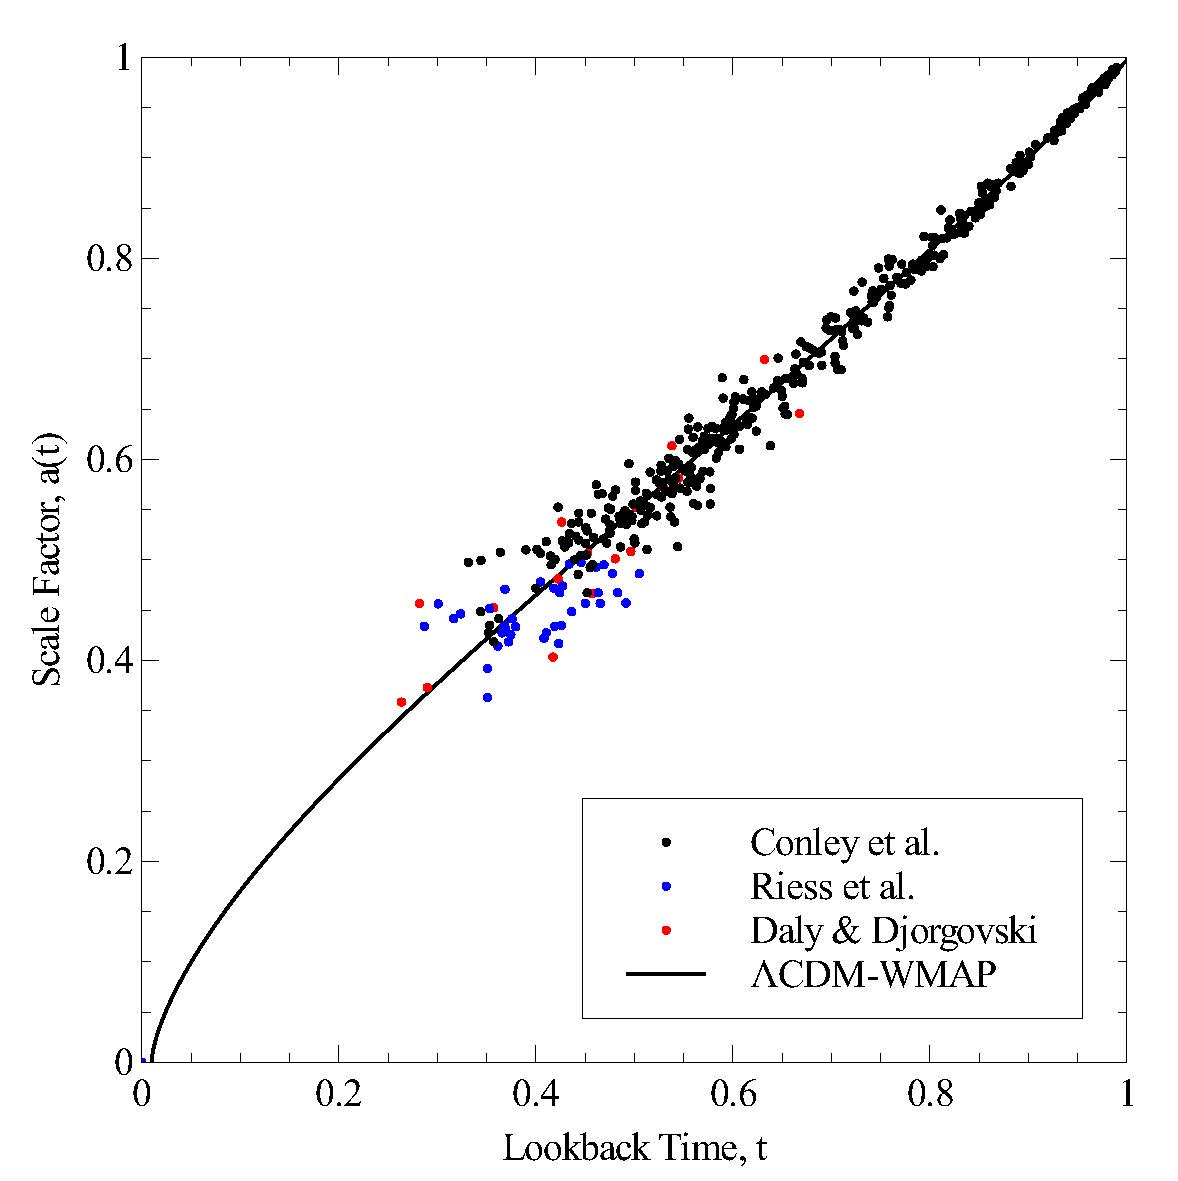 1
0.8
0.6
0.4
0.2
0
Scale Factor, a(t)
Conley et al.
Riess et al.
Daly & Djorgovski
ΛCDM-WMAP
0 0.2 0.4 0.6 0.8 1
Lookback Time, t